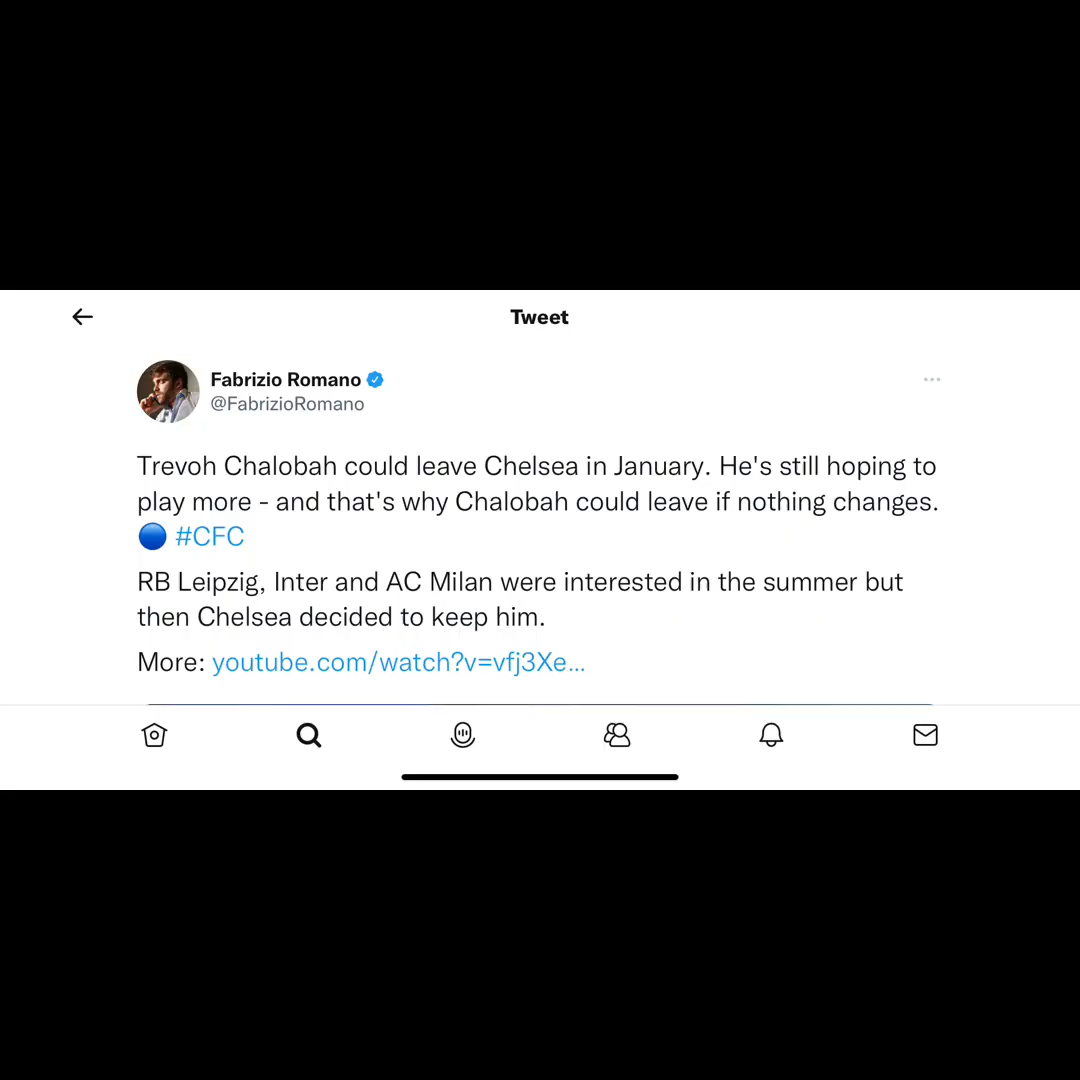 Tweet
Fabrizio Romano
@FabrizioRomano
Trevoh Chalobah could leave Chelsea in January. He's still hoping to
play more - and that's why Chalobah could leave if nothing changes.
🔵 #CFC
RB Leipzig, Inter and AC Milan were interested in the summer but
then Chelsea decided to keep him.
More: youtube.com/watch?v=vfj3Xe…